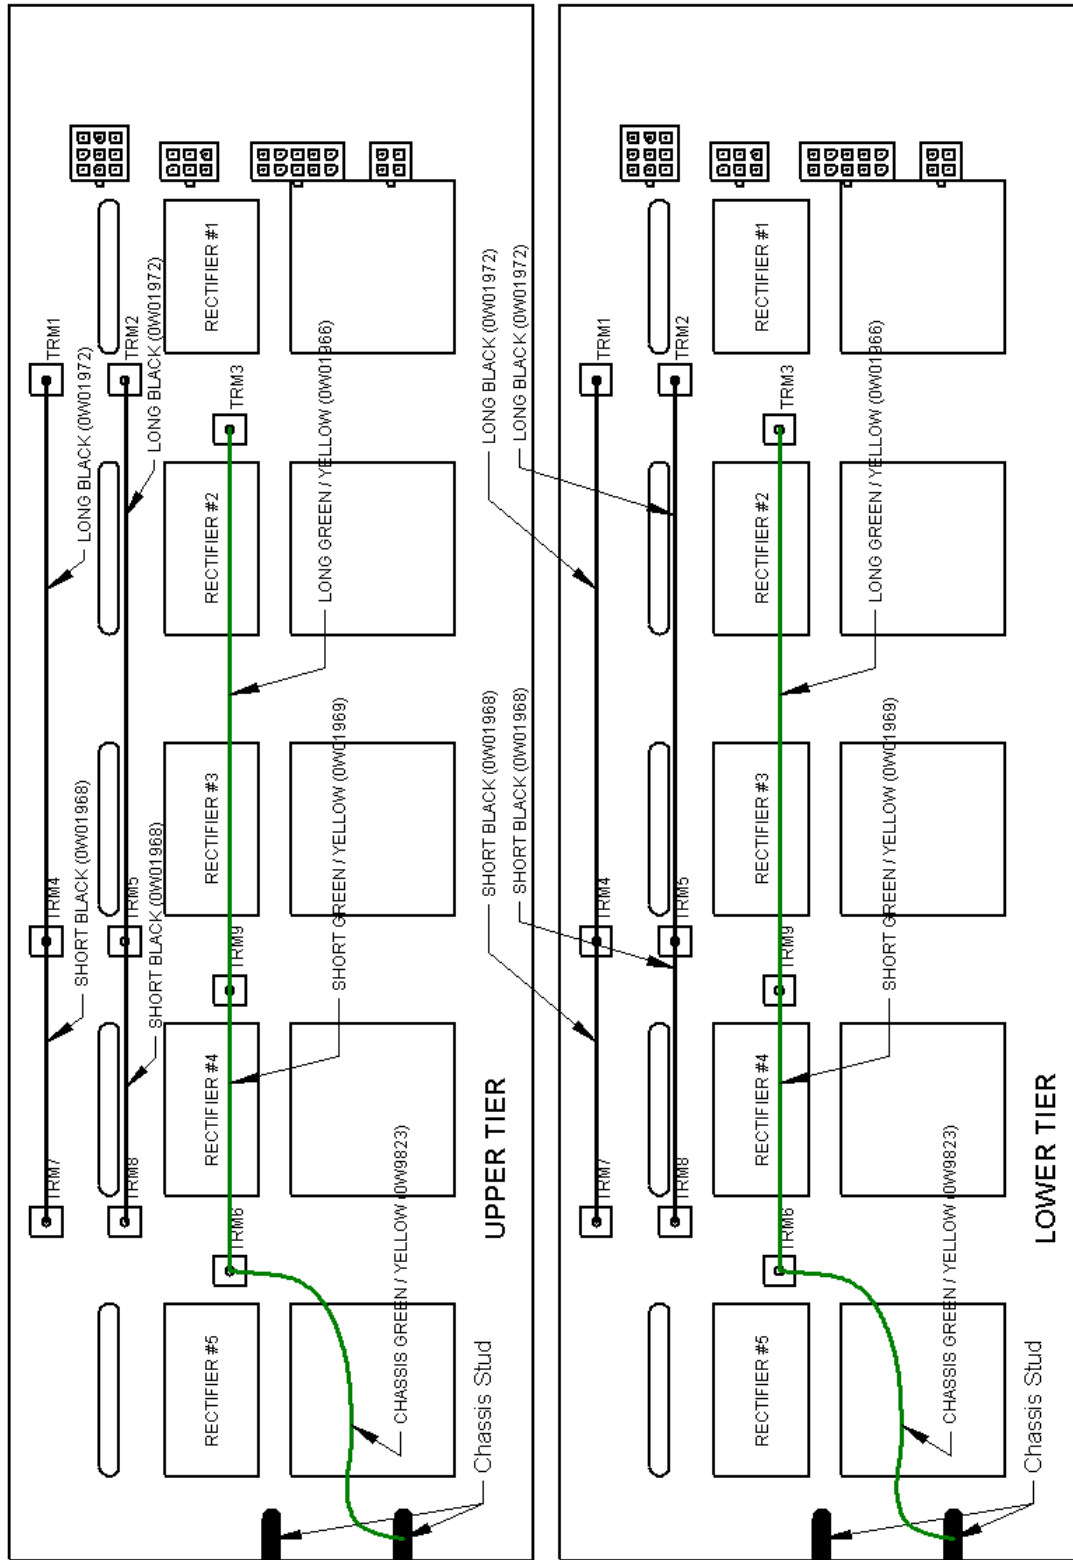 TRM7
TRM4
TRM1
SHORT BLACK (0W01968)
LONG BLACK (0W01972)
TRM8
TRM5
TRM2
SHORT BLACK (0W01968)
LONG BLACK (0W01972)
RECTIFIER #5
RECTIFIER #4
RECTIFIER #3
RECTIFIER #2
RECTIFIER #1
TRM6
TRM9
TRM3
LONG GREEN / YELLOW (0W01966)
SHORT GREEN / YELLOW (0W01969)
CHASSIS GREEN / YELLOW (0W9823)
Chassis Stud
UPPER TIER
SHORT BLACK (0W01968)
LONG BLACK (0W01972)
SHORT BLACK (0W01968)
LONG BLACK (0W01972)
TRM7
TRM4
TRM1
TRM8
TRM5
TRM2
RECTIFIER #5
RECTIFIER #4
RECTIFIER #3
RECTIFIER #2
RECTIFIER #1
TRM6
TRM9
TRM3
LONG GREEN / YELLOW (0W01966)
SHORT GREEN / YELLOW (0W01969)
CHASSIS GREEN / YELLOW (0W9823)
Chassis Stud
LOWER TIER